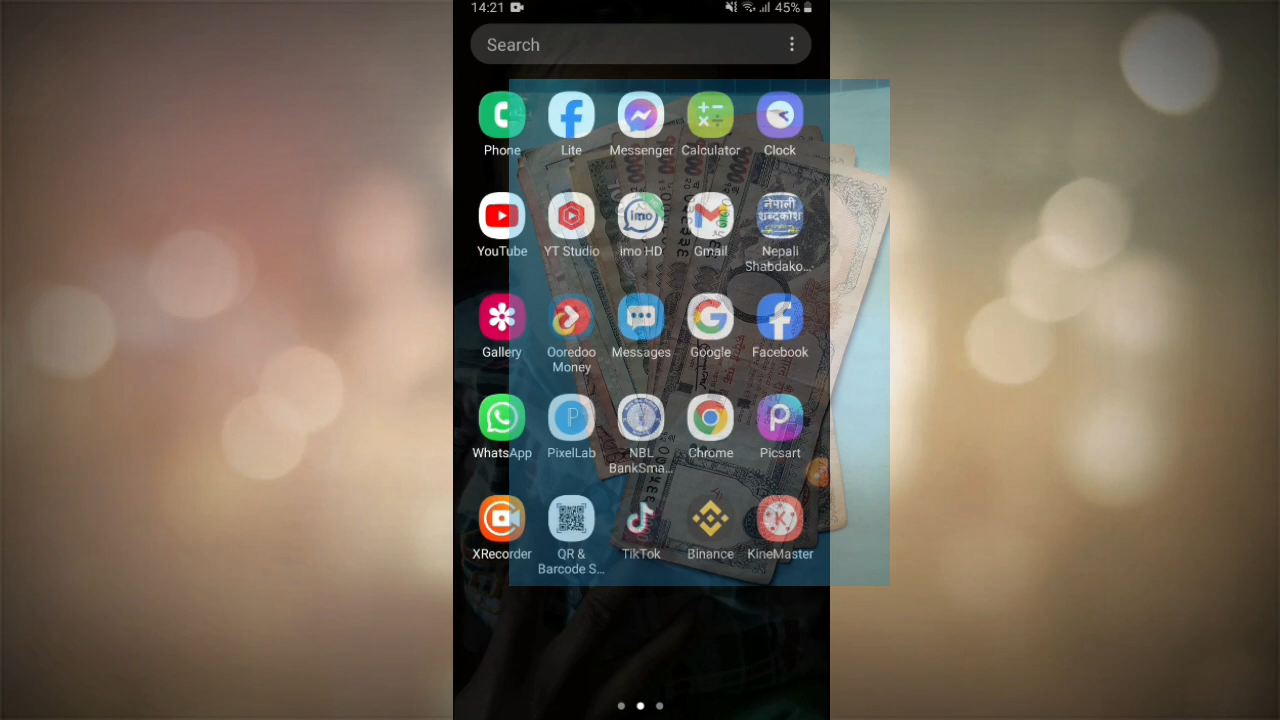 14:21 45%
Search
Phone Lite Messenger Calculator Clock
imo नेपाली
शब्दकोश
YouTube YT Studio imo HD Gmail Nepali
Shabdako...
Gallery Ooredoo Messages Google Facebook
Money
WhatsApp PixelLab NBL Chrome Picsart
BankSma...
XRecorder QR & TikTok Binance KineMaster
Barcode S...